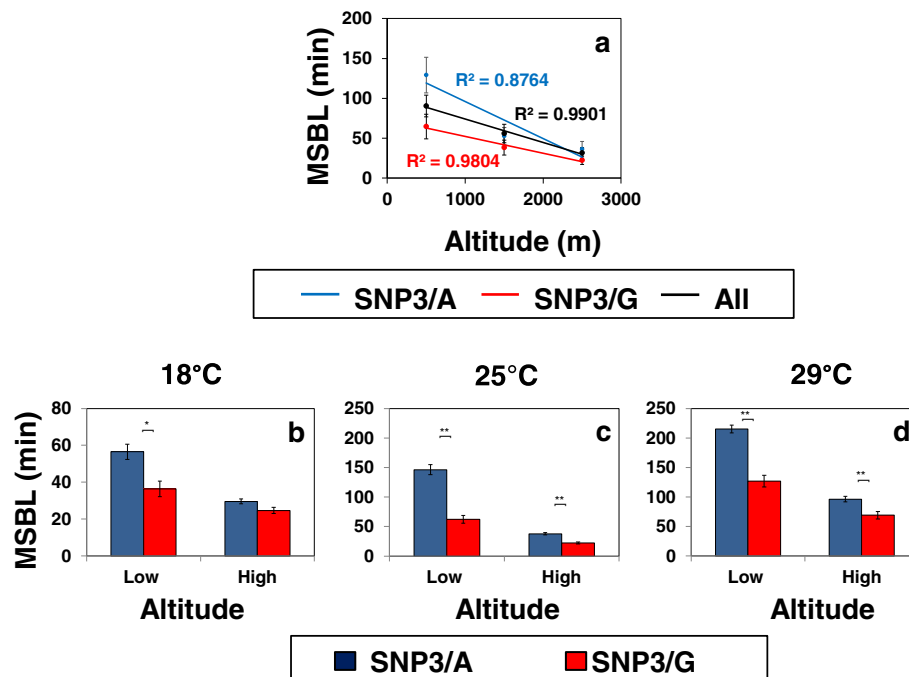 200
150
100
50
0
MSBL (min)
a
R² = 0.8764
R² = 0.9901
R² = 0.9804
0 1000 2000 3000
Altitude (m)
SNP3/A SNP3/G All
18°C 25°C 29°C
80
60
40
20
0
MSBL (min)
b
*
Low High
Altitude
250
200
150
100
50
0
c
**
**
Low High
Altitude
250
200
150
100
50
0
d
**
**
Low High
Altitude
SNP3/A SNP3/G